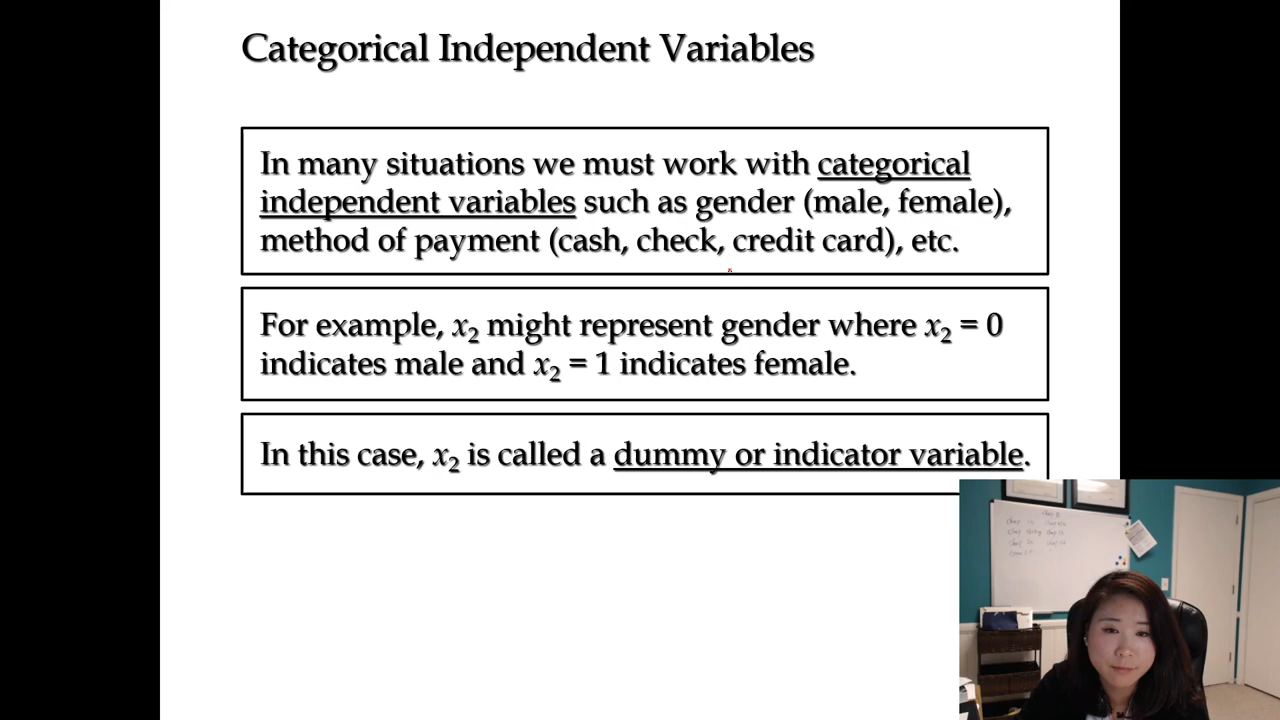 Categorical Independent Variables
In many situations we must work with categorical
independent variables such as gender (male, female),
method of payment (cash, check, credit card), etc.
For example, x₂ might represent gender where x₂ = 0
indicates male and x₂ = 1 indicates female.
In this case, x₂ is called a dummy or indicator variable.